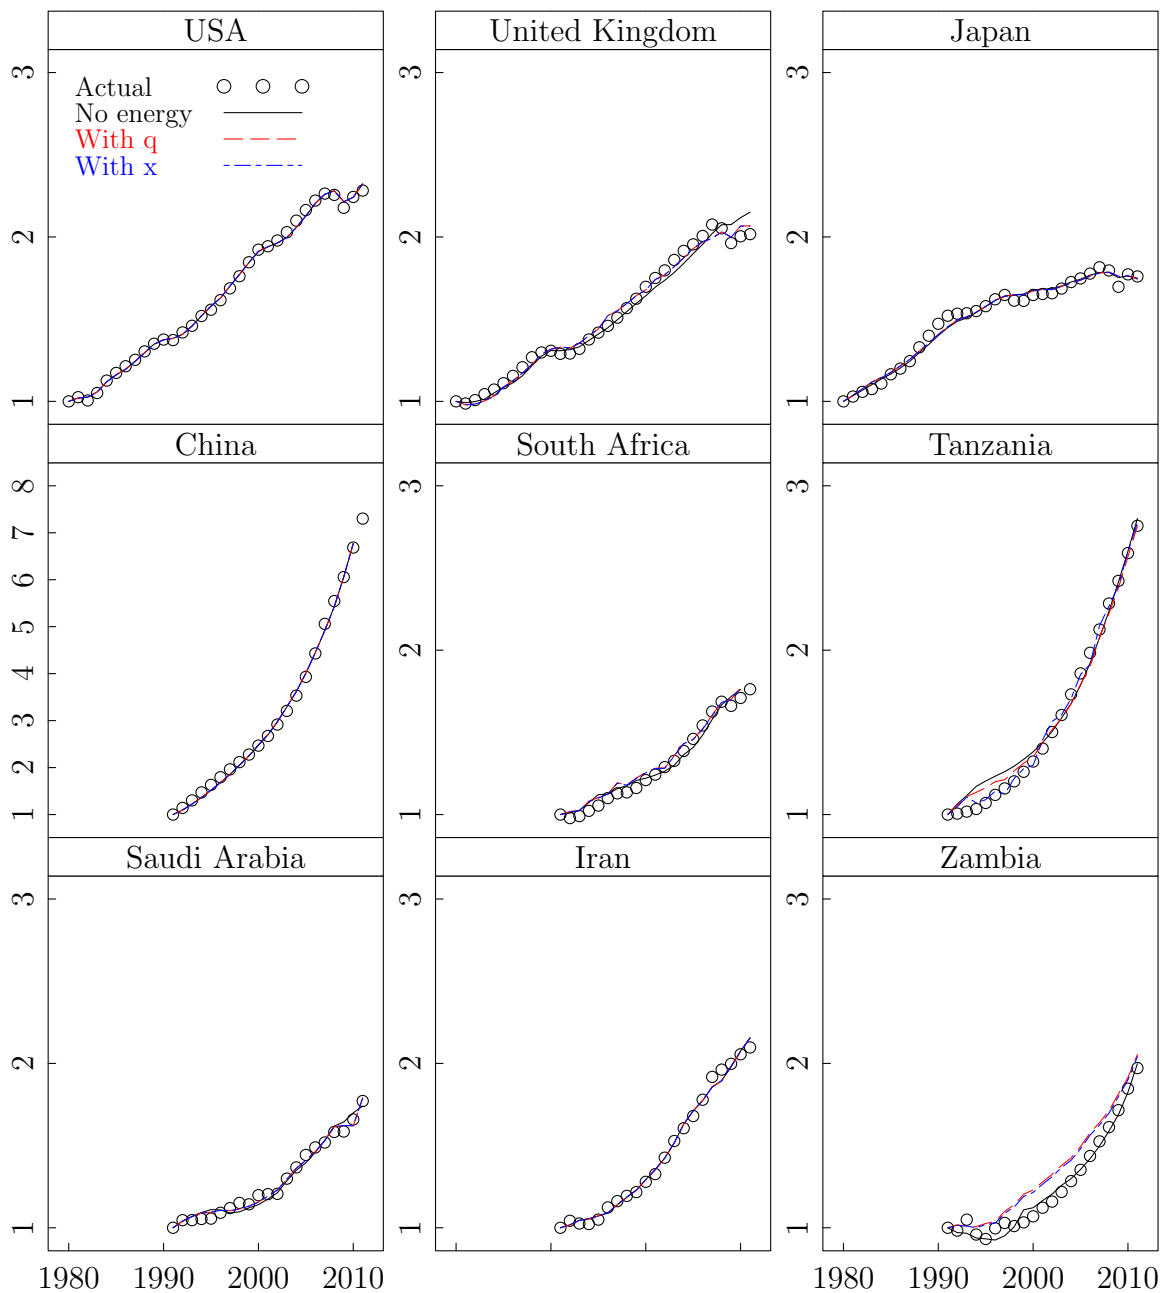 USA
United Kingdom
Japan
3
2
1
Actual
No energy
With q
With x
3
2
1
3
2
1
China
South Africa
Tanzania
8
7
6
5
4
3
2
1
3
2
1
3
2
1
Saudi Arabia
Iran
Zambia
3
2
1
3
2
1
3
2
1
1980 1990 2000 2010
1980 1990 2000 2010